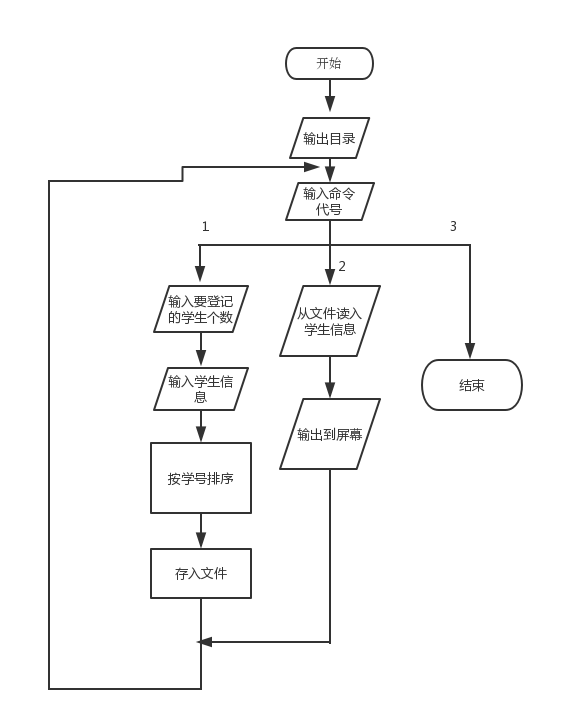 开始
输出目录
输入命令
代号
1
3
2
输入要登记
的学生个数
从文件读入
学生信息
输入学生信
息
结束
输出到屏幕
按学号排序
存入文件